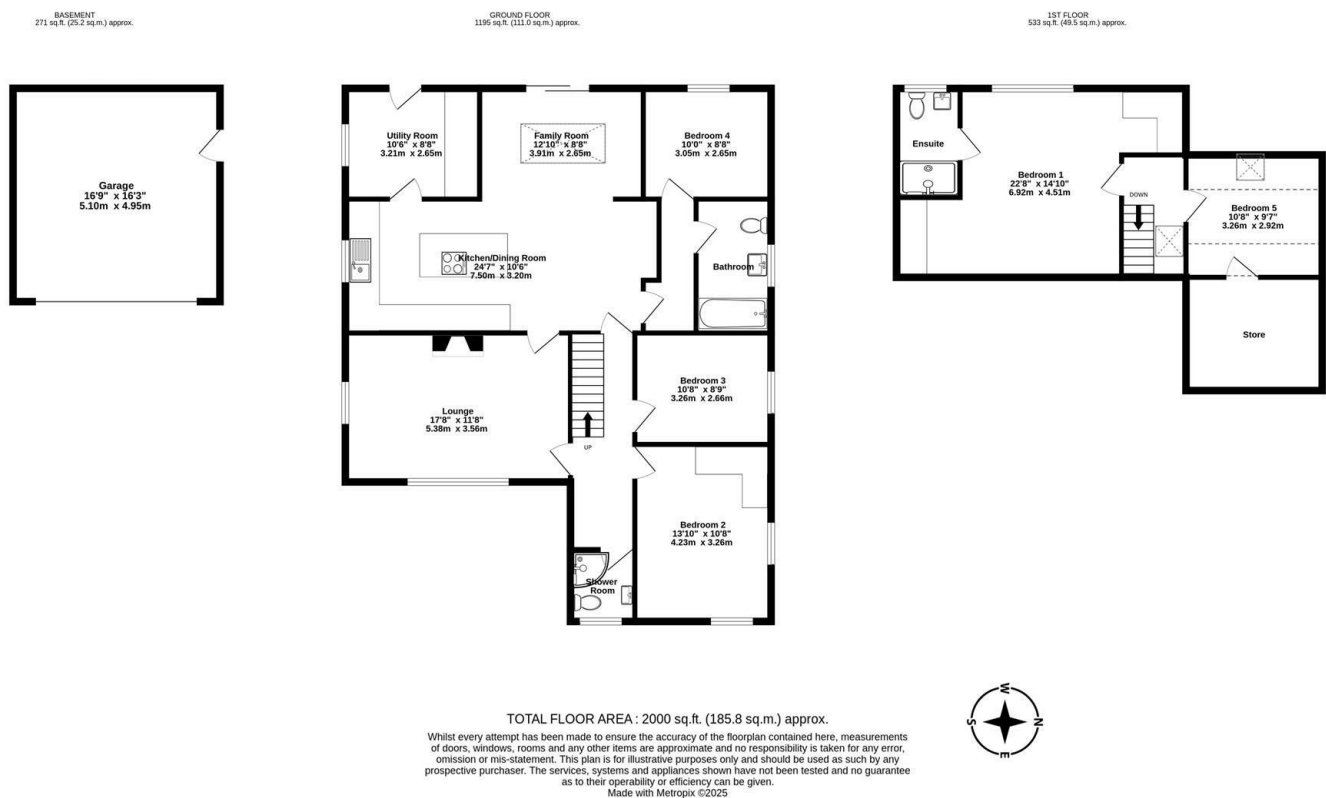 BASEMENT
271 sq.ft. (25.2 sq.m.) approx.
GROUND FLOOR
1195 sq.ft. (111.0 sq.m.) approx.
1ST FLOOR
533 sq.ft. (49.5 sq.m.) approx.
Garage
16'9" x 16'3"
5.10m x 4.95m
Utility Room
10'6" x 8'8"
3.21m x 2.65m
Family Room
12'10" x 8'8"
3.91m x 2.65m
Bedroom 4
10'0" x 8'8"
3.05m x 2.65m
Kitchen/Dining Room
24'7" x 10'6"
7.50m x 3.20m
Bathroom
Lounge
17'8" x 11'8"
5.38m x 3.56m
UP
Bedroom 3
10'8" x 8'9"
3.26m x 2.66m
Bedroom 2
13'10" x 10'8"
4.23m x 3.26m
Shower
Room
Ensuite
Bedroom 1
22'8" x 14'10"
6.92m x 4.51m
DOWN
Bedroom 5
10'8" x 9'7"
3.26m x 2.92m
Store
W
S
N
E
TOTAL FLOOR AREA : 2000 sq.ft. (185.8 sq.m.) approx.
Whilst every attempt has been made to ensure the accuracy of the floorplan contained here, measurements
of doors, windows, rooms and any other items are approximate and no responsibility is taken for any error,
omission or mis-statement. This plan is for illustrative purposes only and should be used as such by any
prospective purchaser. The services, systems and appliances shown have not been tested and no guarantee
as to their operability or efficiency can be given.
Made with Metropix ©2025